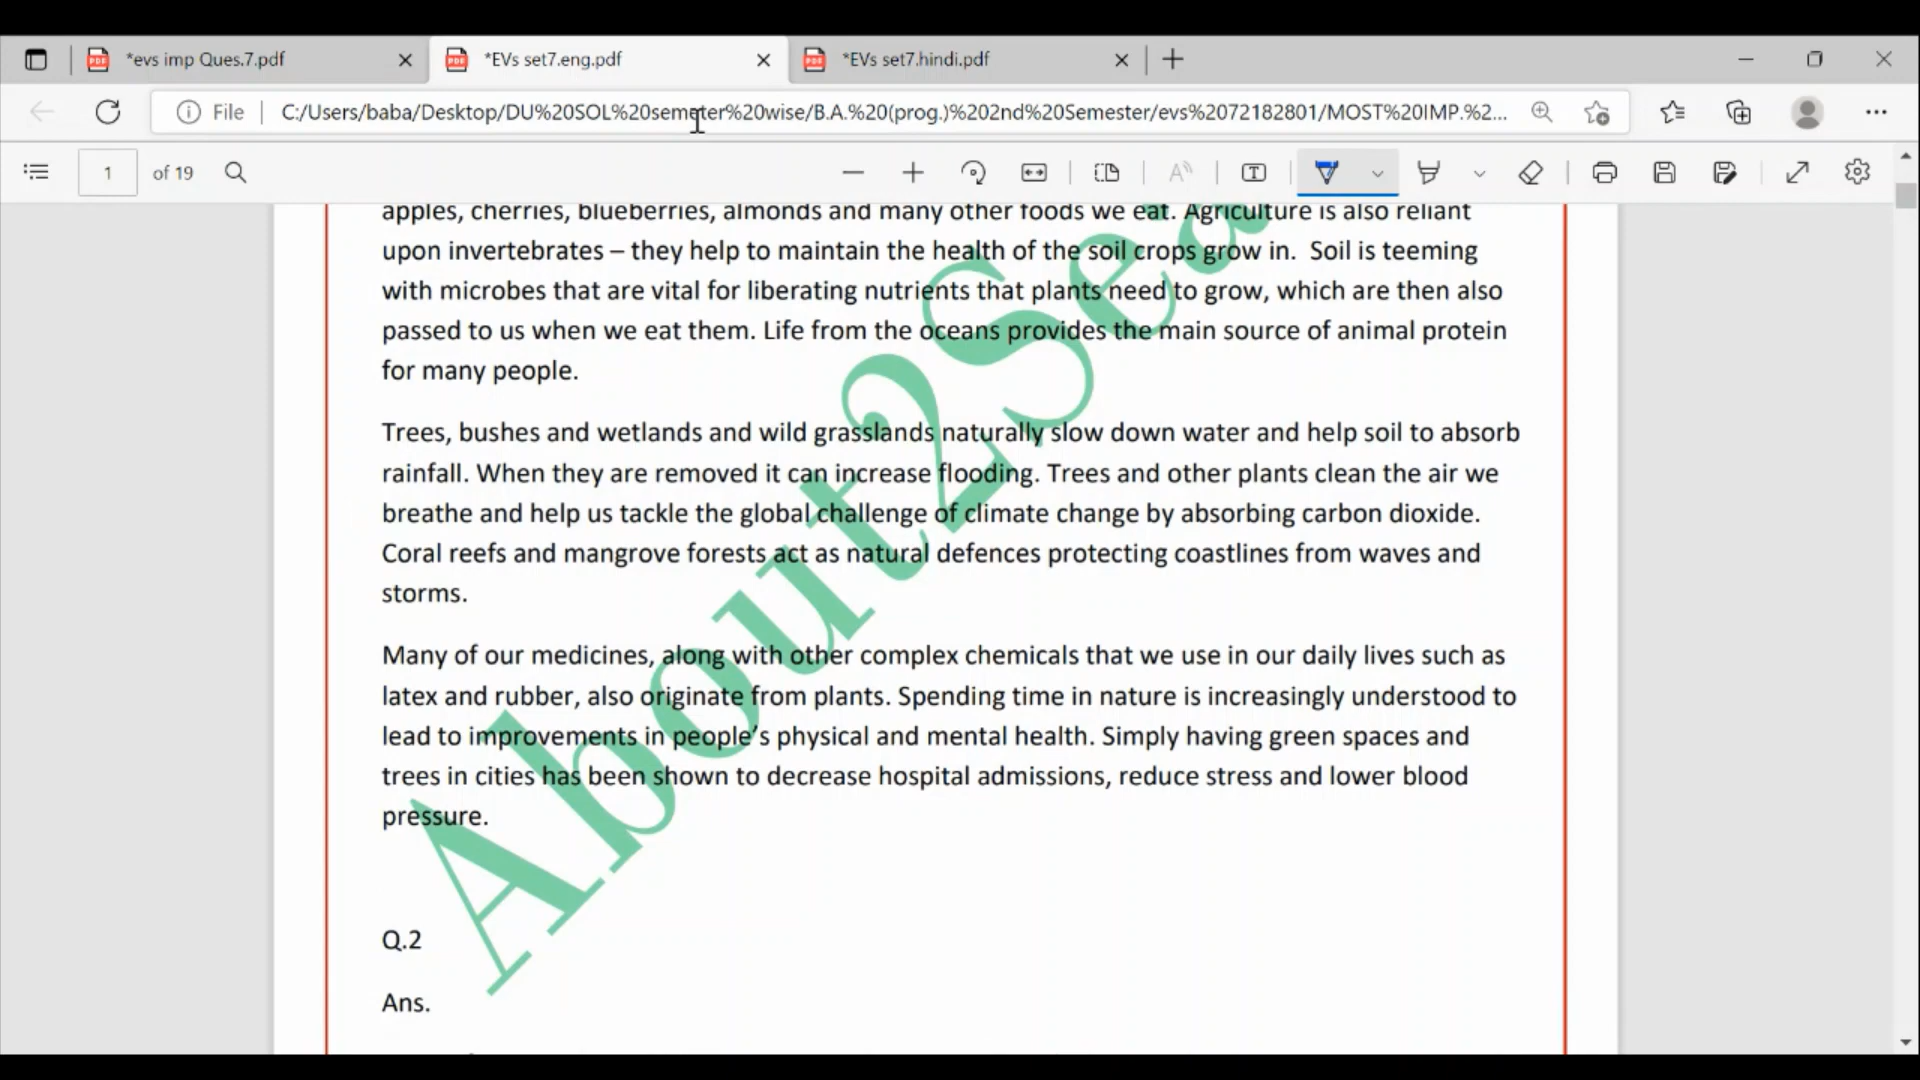 *evs imp Ques.7.pdf
*EVs set7.eng.pdf
*EVs set7.hindi.pdf
File
C:/Users/baba/Desktop/DU%20SOL%20semeter%20wise/B.A.%20(prog.)%202nd%20Semester/evs%2072182801/MOST%20IMP.%2...
1 of 19
apples, cherries, blueberries, almonds and many other foods we eat. Agriculture is also reliant
upon invertebrates – they help to maintain the health of the soil crops grow in.  Soil is teeming
with microbes that are vital for liberating nutrients that plants need to grow, which are then also
passed to us when we eat them. Life from the oceans provides the main source of animal protein
for many people.
Trees, bushes and wetlands and wild grasslands naturally slow down water and help soil to absorb
rainfall. When they are removed it can increase flooding. Trees and other plants clean the air we
breathe and help us tackle the global challenge of climate change by absorbing carbon dioxide.
Coral reefs and mangrove forests act as natural defences protecting coastlines from waves and
storms.
Many of our medicines, along with other complex chemicals that we use in our daily lives such as
latex and rubber, also originate from plants. Spending time in nature is increasingly understood to
lead to improvements in people’s physical and mental health. Simply having green spaces and
trees in cities has been shown to decrease hospital admissions, reduce stress and lower blood
pressure.
Q.2
Ans.
About2Sea